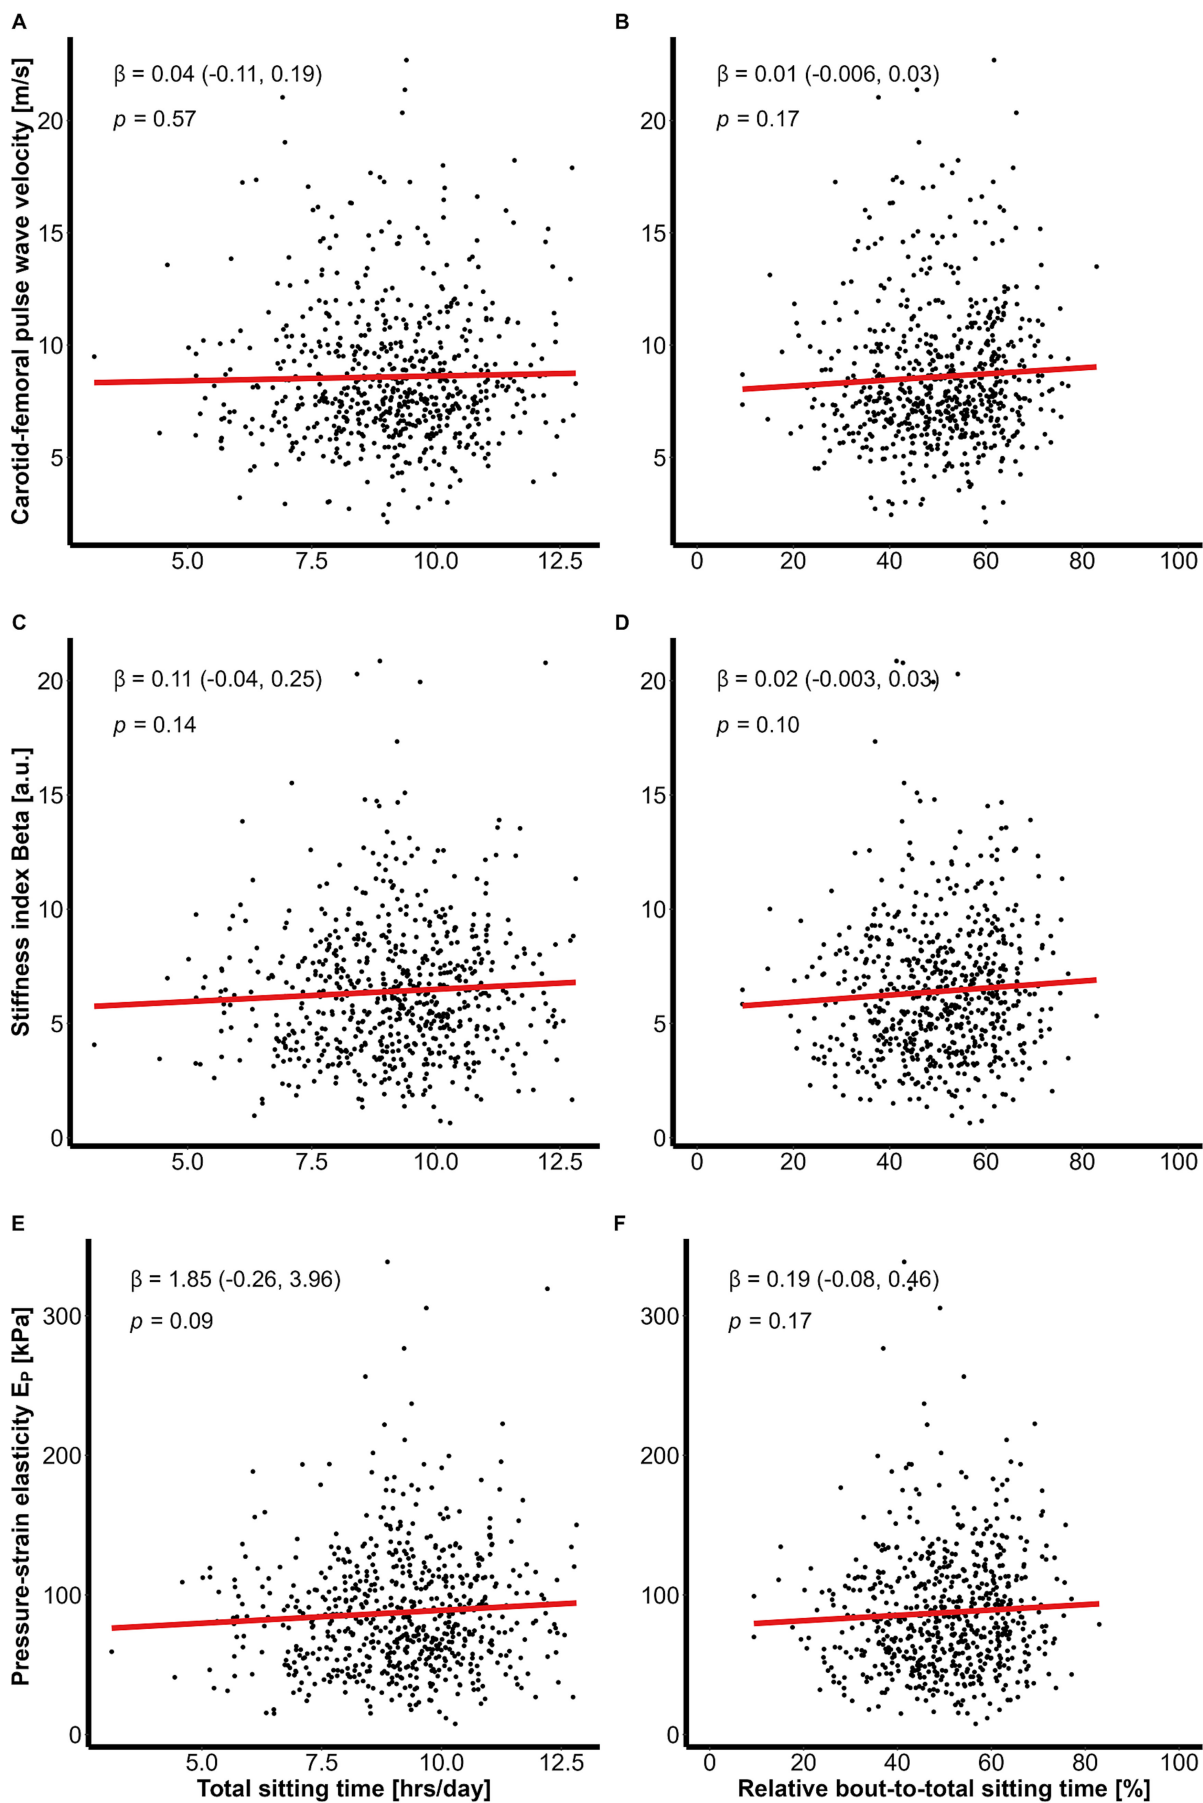 A
Carotid-femoral pulse wave velocity [m/s]
β = 0.04 (-0.11, 0.19)
p = 0.57
20
15
10
5
5.0 7.5 10.0 12.5
B
β = 0.01 (-0.006, 0.03)
p = 0.17
20
15
10
5
0 20 40 60 80 100
C
Stiffness index Beta [a.u.]
β = 0.11 (-0.04, 0.25)
p = 0.14
20
15
10
5
0
5.0 7.5 10.0 12.5
D
β = 0.02 (-0.003, 0.03)
p = 0.10
20
15
10
5
0
0 20 40 60 80 100
E
Pressure-strain elasticity EP [kPa]
β = 1.85 (-0.26, 3.96)
p = 0.09
300
200
100
0
5.0 7.5 10.0 12.5
Total sitting time [hrs/day]
F
β = 0.19 (-0.08, 0.46)
p = 0.17
300
200
100
0
0 20 40 60 80 100
Relative bout-to-total sitting time [%]